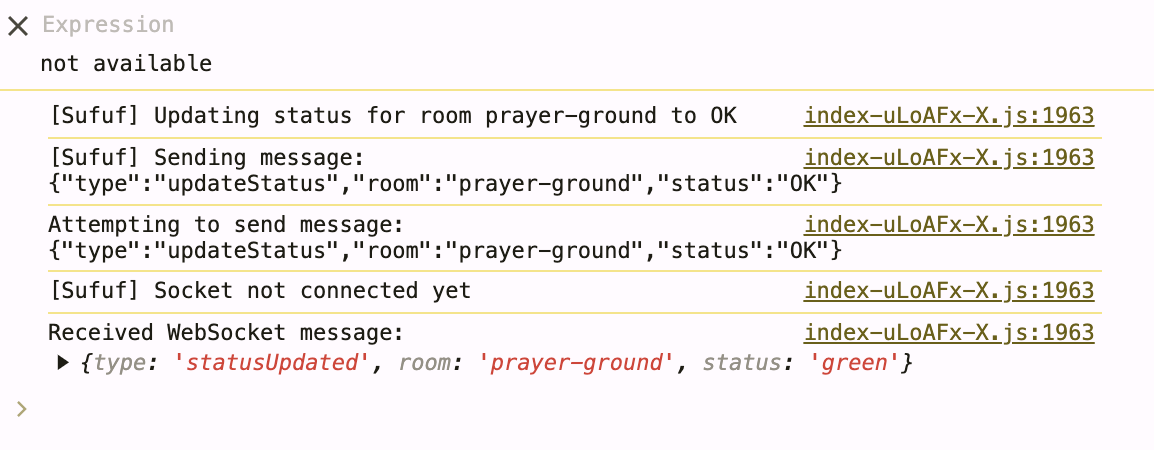 Expression
not available
[Sufuf] Updating status for room prayer-ground to OK index-uLoAFx-X.js:1963
[Sufuf] Sending message: index-uLoAFx-X.js:1963
{"type":"updateStatus","room":"prayer-ground","status":"OK"}
Attempting to send message: index-uLoAFx-X.js:1963
{"type":"updateStatus","room":"prayer-ground","status":"OK"}
[Sufuf] Socket not connected yet index-uLoAFx-X.js:1963
Received WebSocket message: index-uLoAFx-X.js:1963
{type: 'statusUpdated', room: 'prayer-ground', status: 'green'}